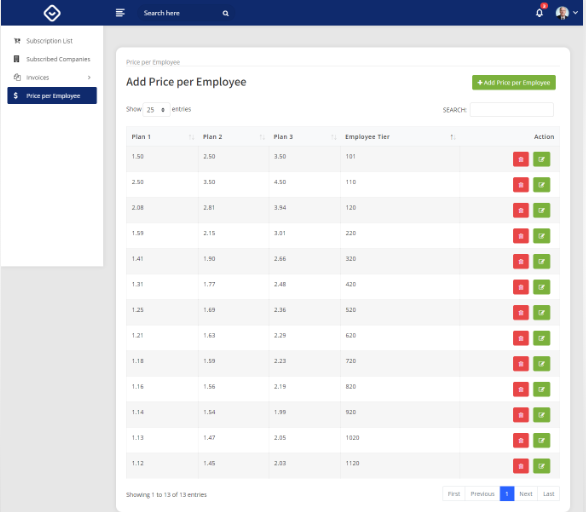 Search here
3
Subscription List
Subscribed Companies
Invoices
$ Price per Employee
Price per Employee
Add Price per Employee
+Add Price per Employee
Show 25 entries
SEARCH:
Plan 1 Plan 2 Plan 3 Employee Tier Action
1.50 2.50 3.50 101
2.50 3.50 4.50 110
2.08 2.81 3.94 120
1.59 2.15 3.01 220
1.41 1.90 2.66 320
1.31 1.77 2.48 420
1.25 1.69 2.36 520
1.21 1.63 2.29 620
1.18 1.59 2.23 720
1.16 1.56 2.19 820
1.14 1.54 1.99 920
1.13 1.47 2.05 1020
1.12 1.45 2.03 1120
Showing 1 to 13 of 13 entries
First Previous 1 Next Last